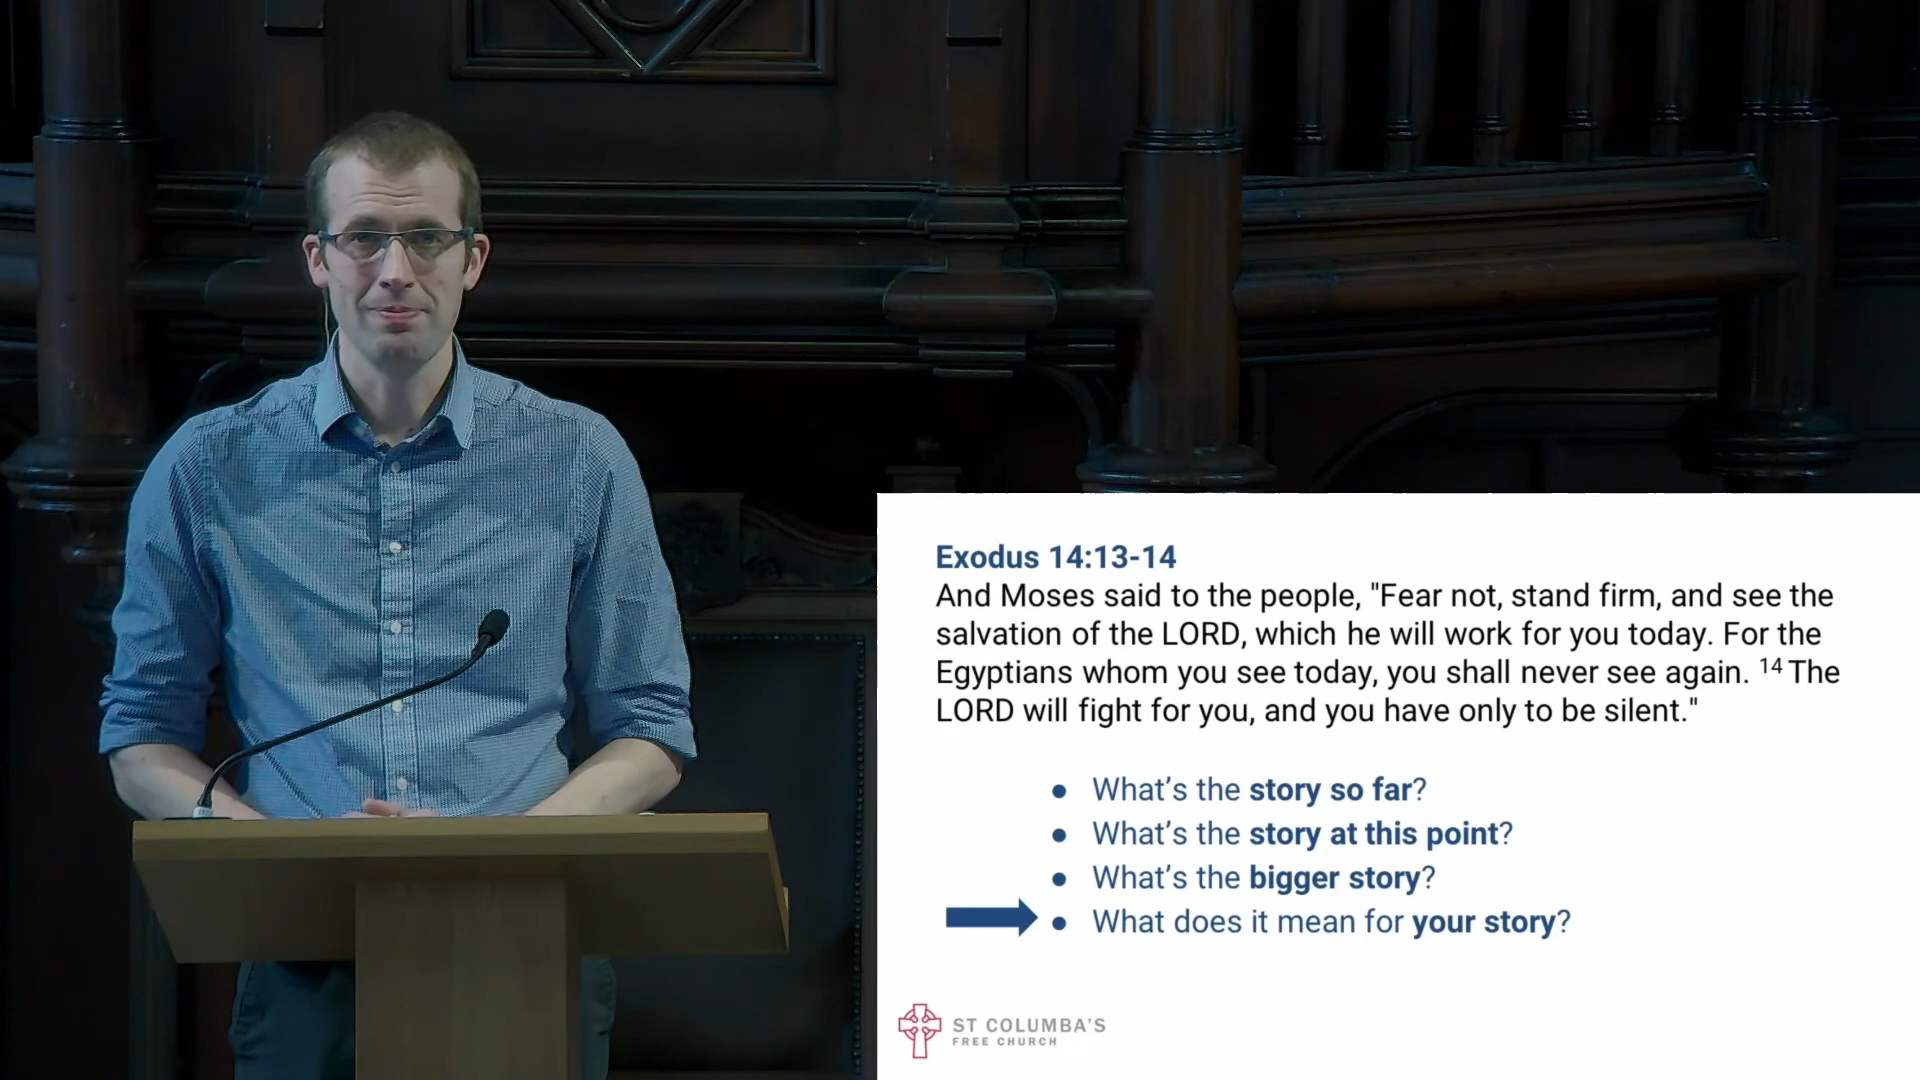 Exodus 14:13-14
And Moses said to the people, "Fear not, stand firm, and see the
salvation of the LORD, which he will work for you today. For the
Egyptians whom you see today, you shall never see again. 14 The
LORD will fight for you, and you have only to be silent."
• What’s the story so far?
• What’s the story at this point?
• What’s the bigger story?
• What does it mean for your story?
ST COLUMBA’S
FREE CHURCH